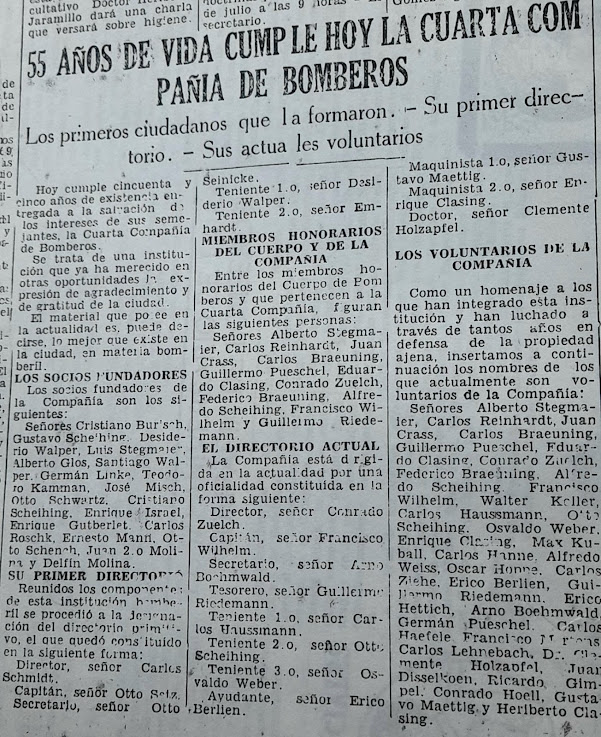 cultativo Doctor
Jaramillo dará una charla
que versará sobre higiene.
de julio a las 9
secretario.
55 AÑOS DE VIDA CUMPLE HOY LA CUARTA COM
PAÑIA DE BOMBEROS
Los primeros ciudadanos que la formaron. — Su primer direc-
torio. — Sus actua les voluntarios
Hoy cumple cincuenta y
cinco años de existencia en-
tregada a la salvación de
los intereses de sus seme-
jantes, la Cuarta Compañia
de Bomberos.
Se trata de una institu-
ción que ya ha merecido en
otras oportunidades la ex-
presión de agradecimiento y
de gratitud de la ciudad.
El material que posee en
la actualidad es, puede de-
cirse, lo mejor que existe en
la ciudad, en materia bom-
beril.
LOS SOCIOS FUNDADORES
Los socios fundadores de
la Compañia son los si-
guientes:
Señores Cristiano Bursch,
Gustavo Scheihing, Deside-
rio Walper, Luis Stegmaier,
Alberto Glos, Santiago Wal-
per, Germán Linke, Teodo-
ro Kamman, José Misch,
Otto Schwartz, Cristiano
Scheihing, Enrique Israel,
Enrique Gutberlet, Carlos
Roschk, Ernesto Mann, Ot-
to Schench, Juan 2.o Moli-
na y Delfin Molina.
SU PRIMER DIRECTORIO
Reunidos los componentes
de esta institución bombe-
ril se procedió a la designa-
ción del directorio primiti-
vo, el que quedó constituido
en la siguiente forma:
Director, señor Carlos
Schmidt.
Capitán, señor Otto
Secretario, señor Otto
Seinicke.
Teniente 1.o, señor Desi-
derio Walper.
Teniente 2.o, señor Em-
hardt.
MIEMBROS HONORARIOS
DEL CUERPO Y DE LA
COMPAÑIA
Entre los miembros ho-
norarios del Cuerpo de Bom
beros y que pertenecen a la
Cuarta Compañia, figuran
las siguientes personas:
Señores Alberto Stegma-
ier, Carlos Reinhardt, Juan
Crass, Carlos Braeuning,
Guillermo Pueschel, Eduar-
do Clasing, Conrado Zuelch,
Federico Braeuning, Alfre-
do Scheihing, Francisco Wi-
lhelm y Guillermo Riede-
mann.
EL DIRECTORIO ACTUAL
La Compañia está dirigi-
da en la actualidad por una
oficialidad constituida en
la forma siguiente:
Director, señor Conrado
Zuelch.
Capitán, señor Francisco
Wilhelm.
Secretario, señor Arno
Boehmwald.
Tesorero, señor Guillermo
Riedemann.
Teniente 1.o, señor Car-
los Haussmann.
Teniente 2.o, señor Otto
Scheihing.
Teniente 3.o, señor Os-
valdo Weber.
Ayudante, señor Erico
Berlien.
Maquinista 1.o, señor Gus-
tavo Maettig.
Maquinista 2.o, señor En-
rique Clasing.
Doctor, señor Clemente
Holzapfel.
LOS VOLUNTARIOS DE LA
COMPAÑIA
Como un homenaje a los
que han integrado esta ins-
titución y han luchado a
través de tantos años en
defensa de la propiedad
ajena, insertamos a conti-
nuación los nombres de los
que actualmente son vo-
luntarios de la Compañia:
Señores Alberto Stegma-
ier, Carlos Reinhardt, Juan
Crass, Carlos Braeuning,
Guillermo Pueschel, Eduar-
do Clasing, Conrado Zuelch,
Federico Braeuning, Alfre-
do Scheihing, Francisco
Wilhelm, Walter Keller,
Carlos Haussmann, Otto
Scheihing, Osvaldo Weber,
Enrique Clasing, Max Ku-
ball, Carlos Hanne, Alfredo
Weiss, Oscar Honne, Carlos
Ziehe, Erico Berlien, Gui-
llermo Riedemann, Erico
Hettich, Arno Boehmwald,
Germán Pueschel, Carlos
Haefele, Francisco
Carlos Lehnebach, Dr. Cle-
mente Holzapfel, Juan
Disselkoen, Ricardo Gim-
pel, Conrado Hoell, Gusta-
vo Maettig y Heriberto Cla-
sing.